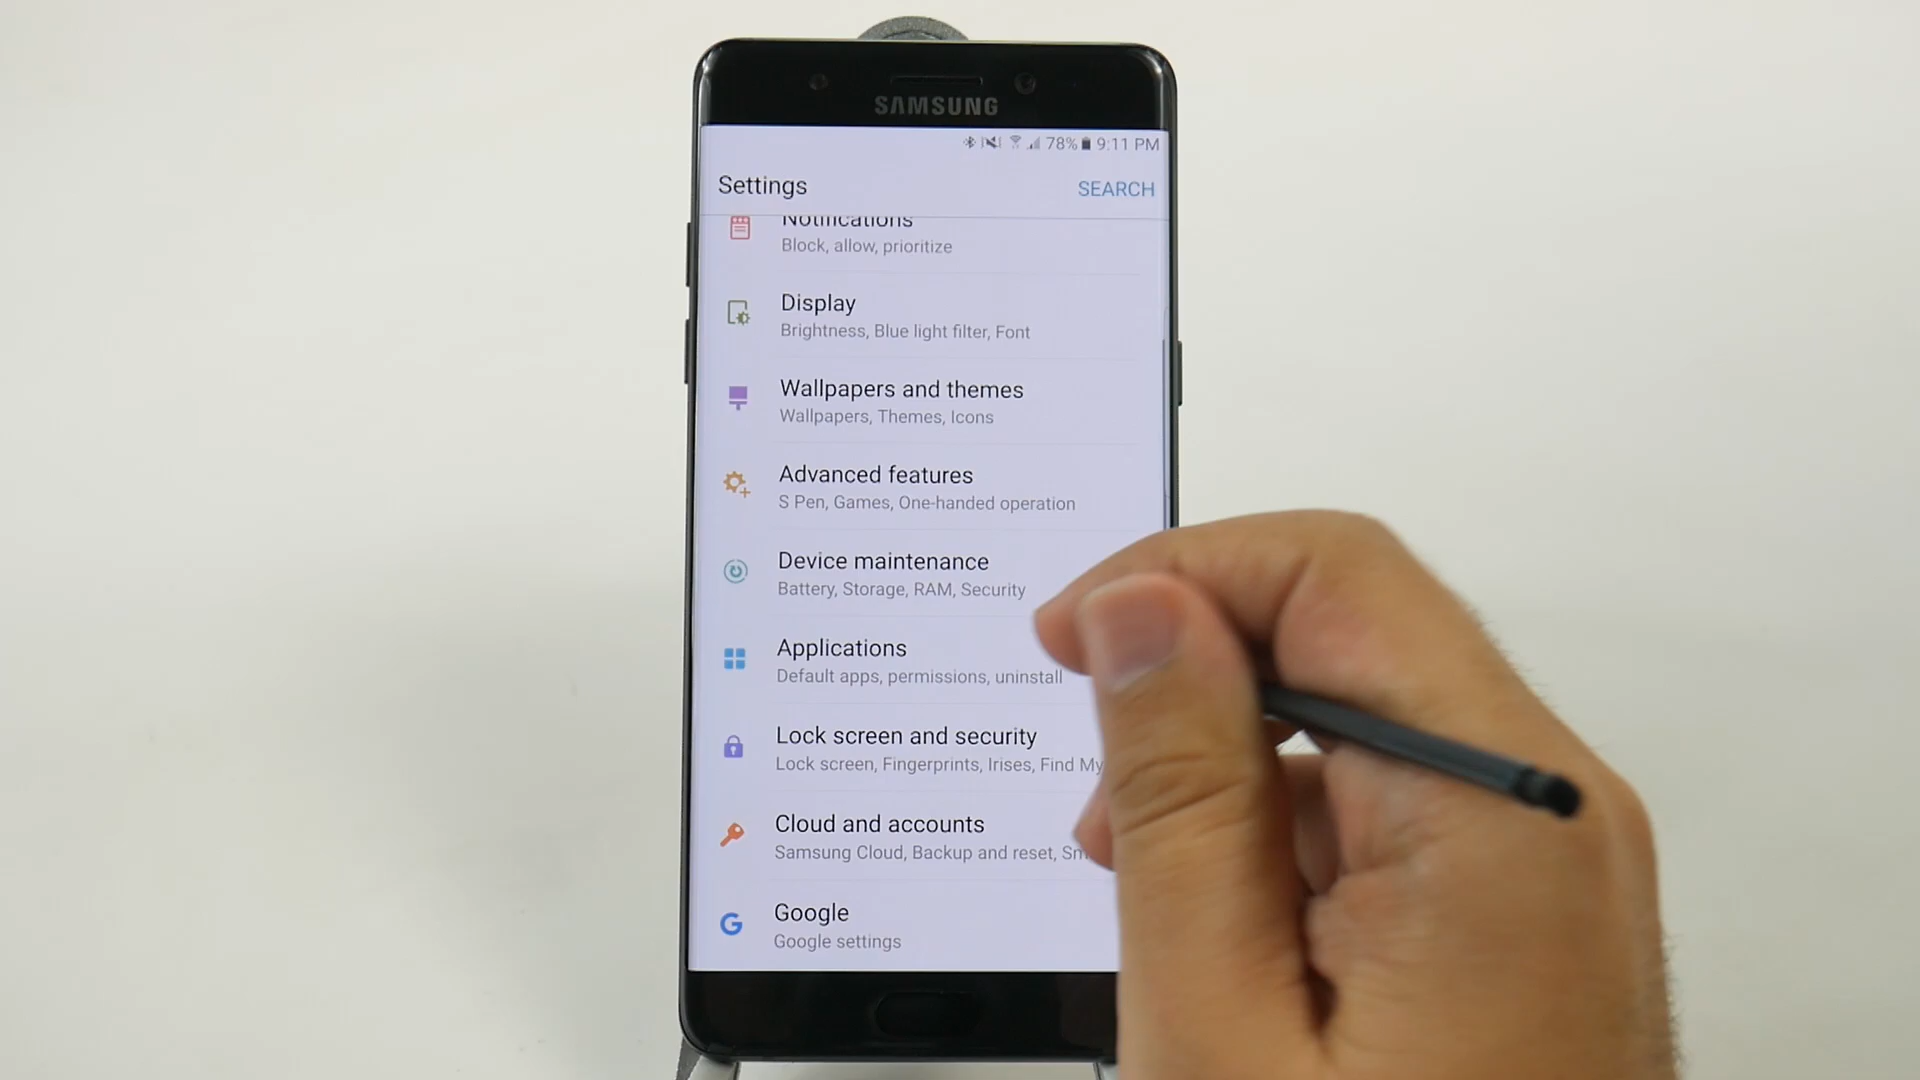 SAMSUNG
78% 9:11 PM
Settings
SEARCH
Notifications
Block, allow, prioritize
Display
Brightness, Blue light filter, Font
Wallpapers and themes
Wallpapers, Themes, Icons
Advanced features
S Pen, Games, One-handed operation
Device maintenance
Battery, Storage, RAM, Security
Applications
Default apps, permissions, uninstall
Lock screen and security
Lock screen, Fingerprints, Irises, Find My
Cloud and accounts
Samsung Cloud, Backup and reset, Sm
Google
Google settings